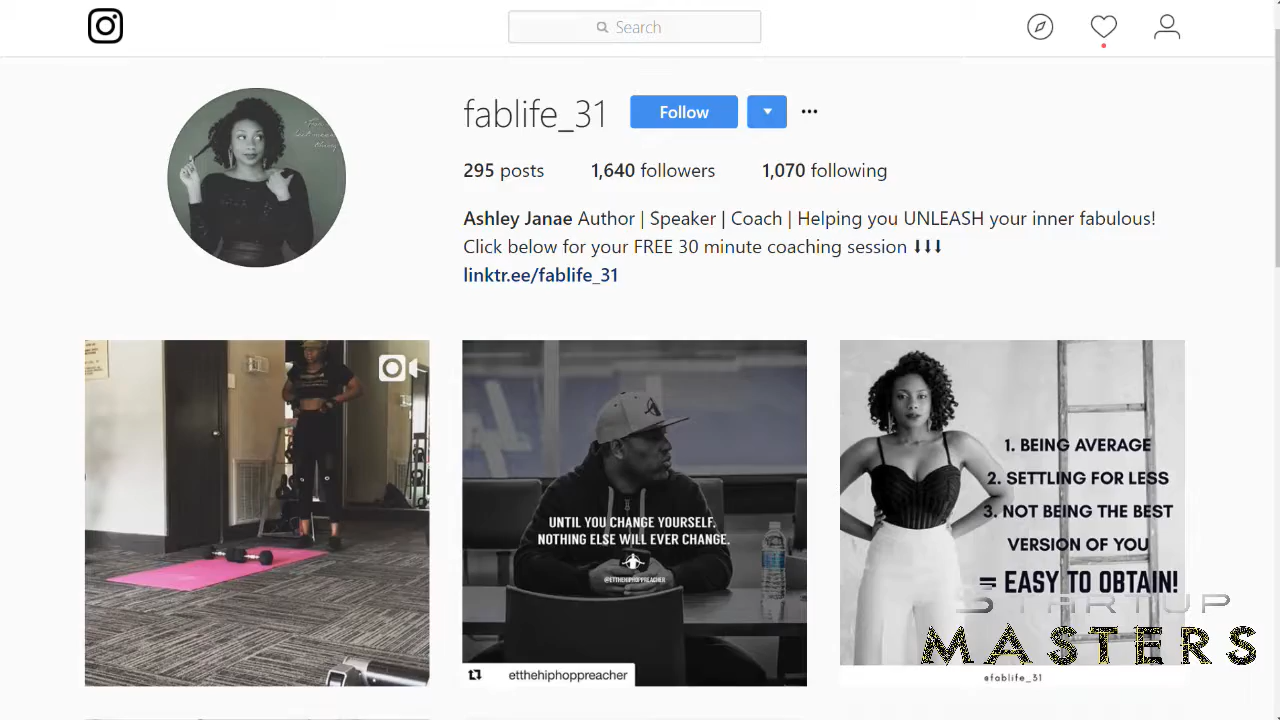 Search
fablife_31
Follow
295 posts
1,640 followers
1,070 following
Ashley Janae Author | Speaker | Coach | Helping you UNLEASH your inner fabulous!
Click below for your FREE 30 minute coaching session ⬇⬇⬇
linktr.ee/fablife_31
UNTIL YOU CHANGE YOURSELF.
NOTHING ELSE WILL EVER CHANGE.
@ETTHEHIPHOPPREACHER
etthehiphoppreacher
1. BEING AVERAGE
2. SETTLING FOR LESS
3. NOT BEING THE BEST
VERSION OF YOU
= EASY TO OBTAIN!
@fablife_31
STARTUP
MASTERS